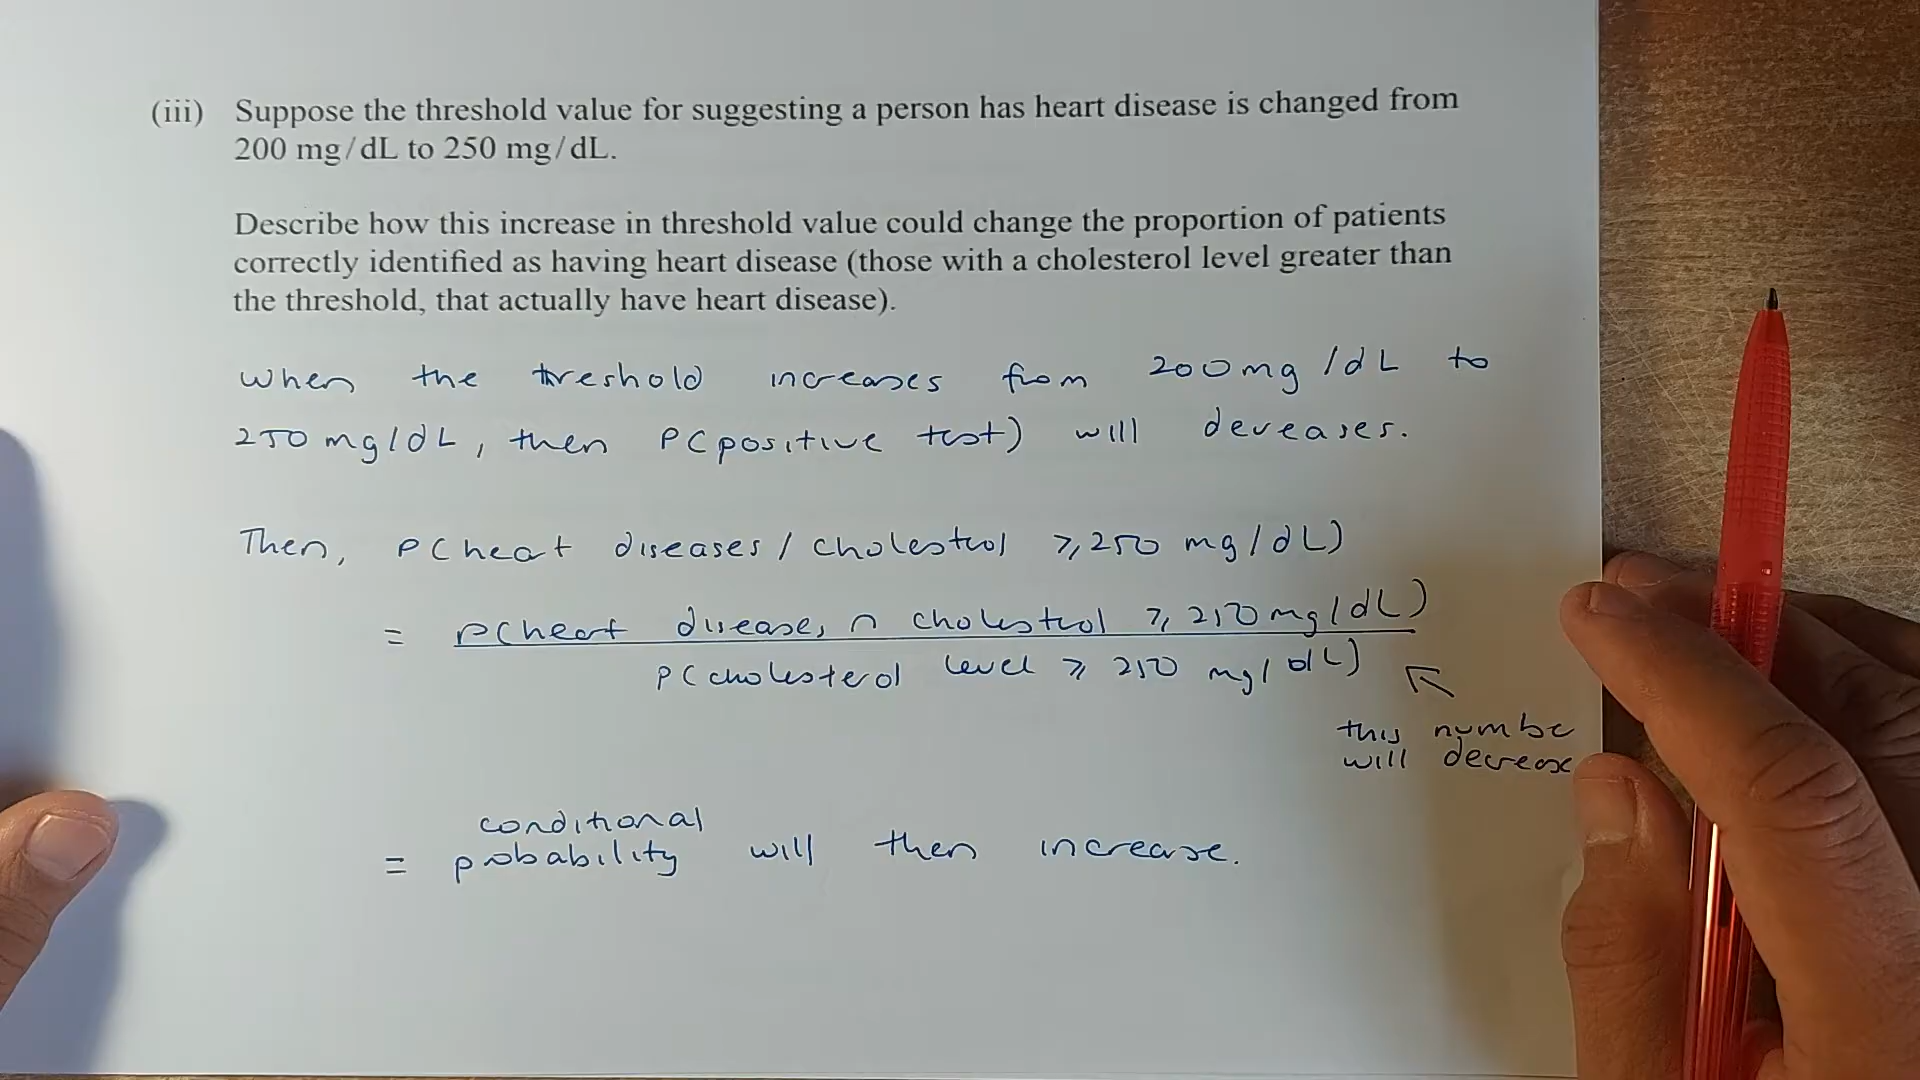 (iii) Suppose the threshold value for suggesting a person has heart disease is changed from
200 mg/dL to 250 mg/dL.
Describe how this increase in threshold value could change the proportion of patients
correctly identified as having heart disease (those with a cholesterol level greater than
the threshold, that actually have heart disease).
When the threshold increases from 200mg/dL to
250 mg/dL, then P(positive test) will decreases.
Then, P(heart diseases / cholestrol ≥ 250 mg/dL)
= P(heart diseases ∩ cholestrol ≥ 250 mg/dL)
P(cholesterol level ≥ 250 mg/dL)
this numbe
will decrease
conditional
= probability will then increase.